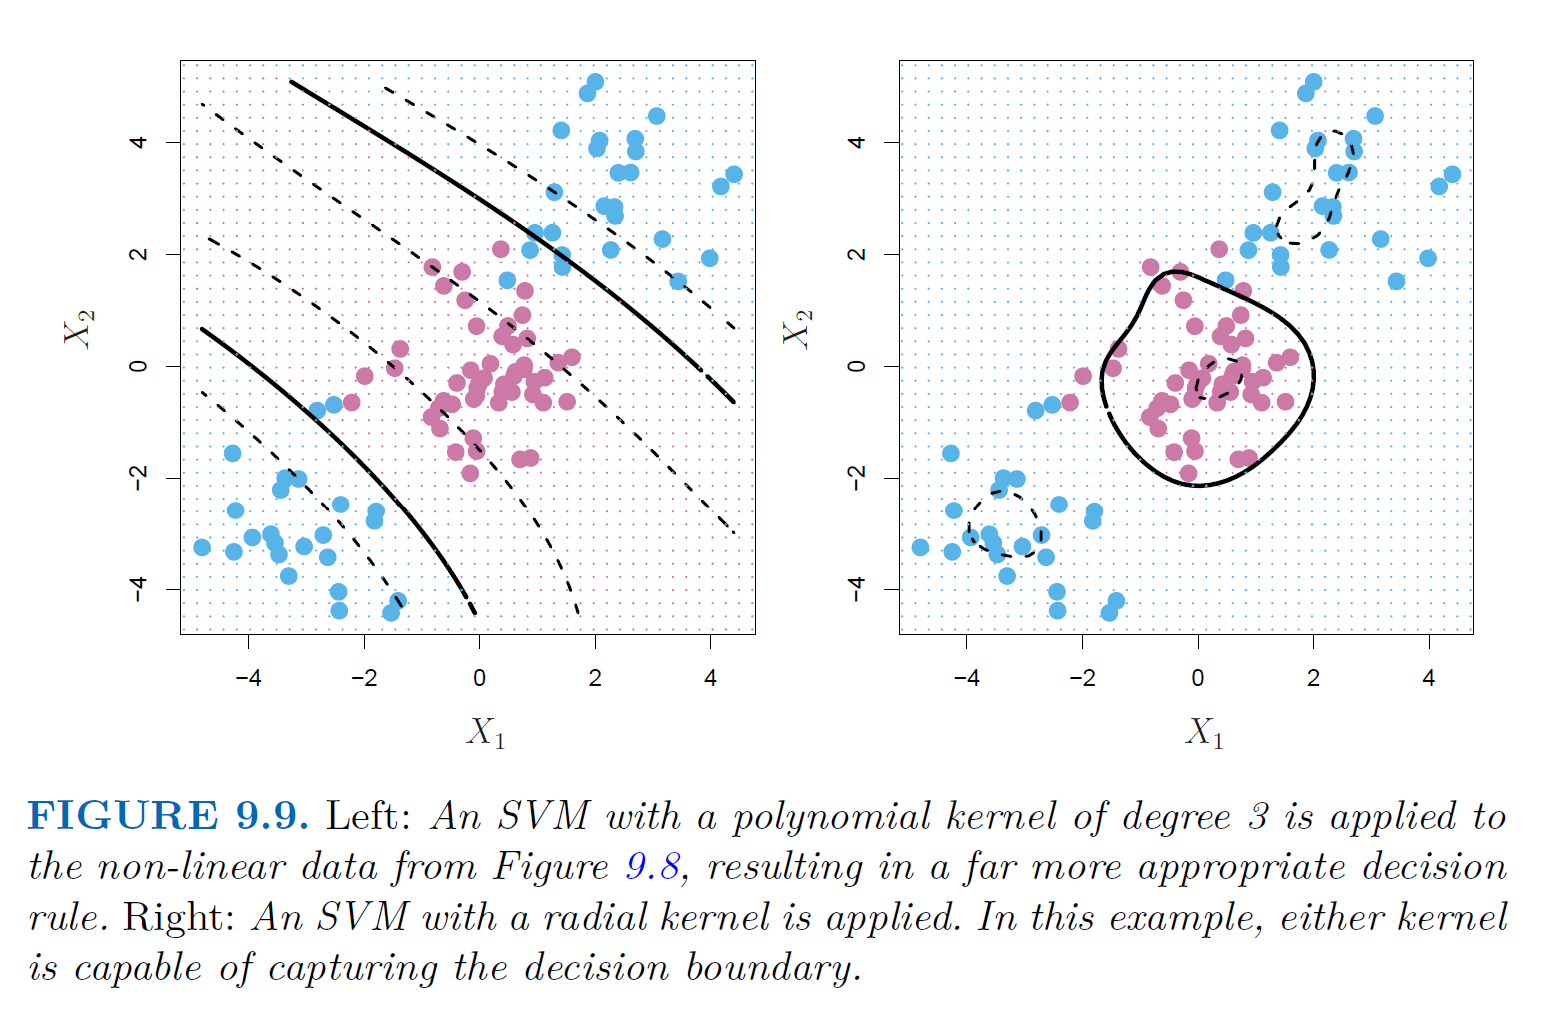 4
2
0
−2
−4
X2
−4 −2 0 2 4
X1
4
2
0
−2
−4
X2
−4 −2 0 2 4
X1
FIGURE 9.9. Left: An SVM with a polynomial kernel of degree 3 is applied to
the non-linear data from Figure 9.8, resulting in a far more appropriate decision
rule. Right: An SVM with a radial kernel is applied. In this example, either kernel
is capable of capturing the decision boundary.